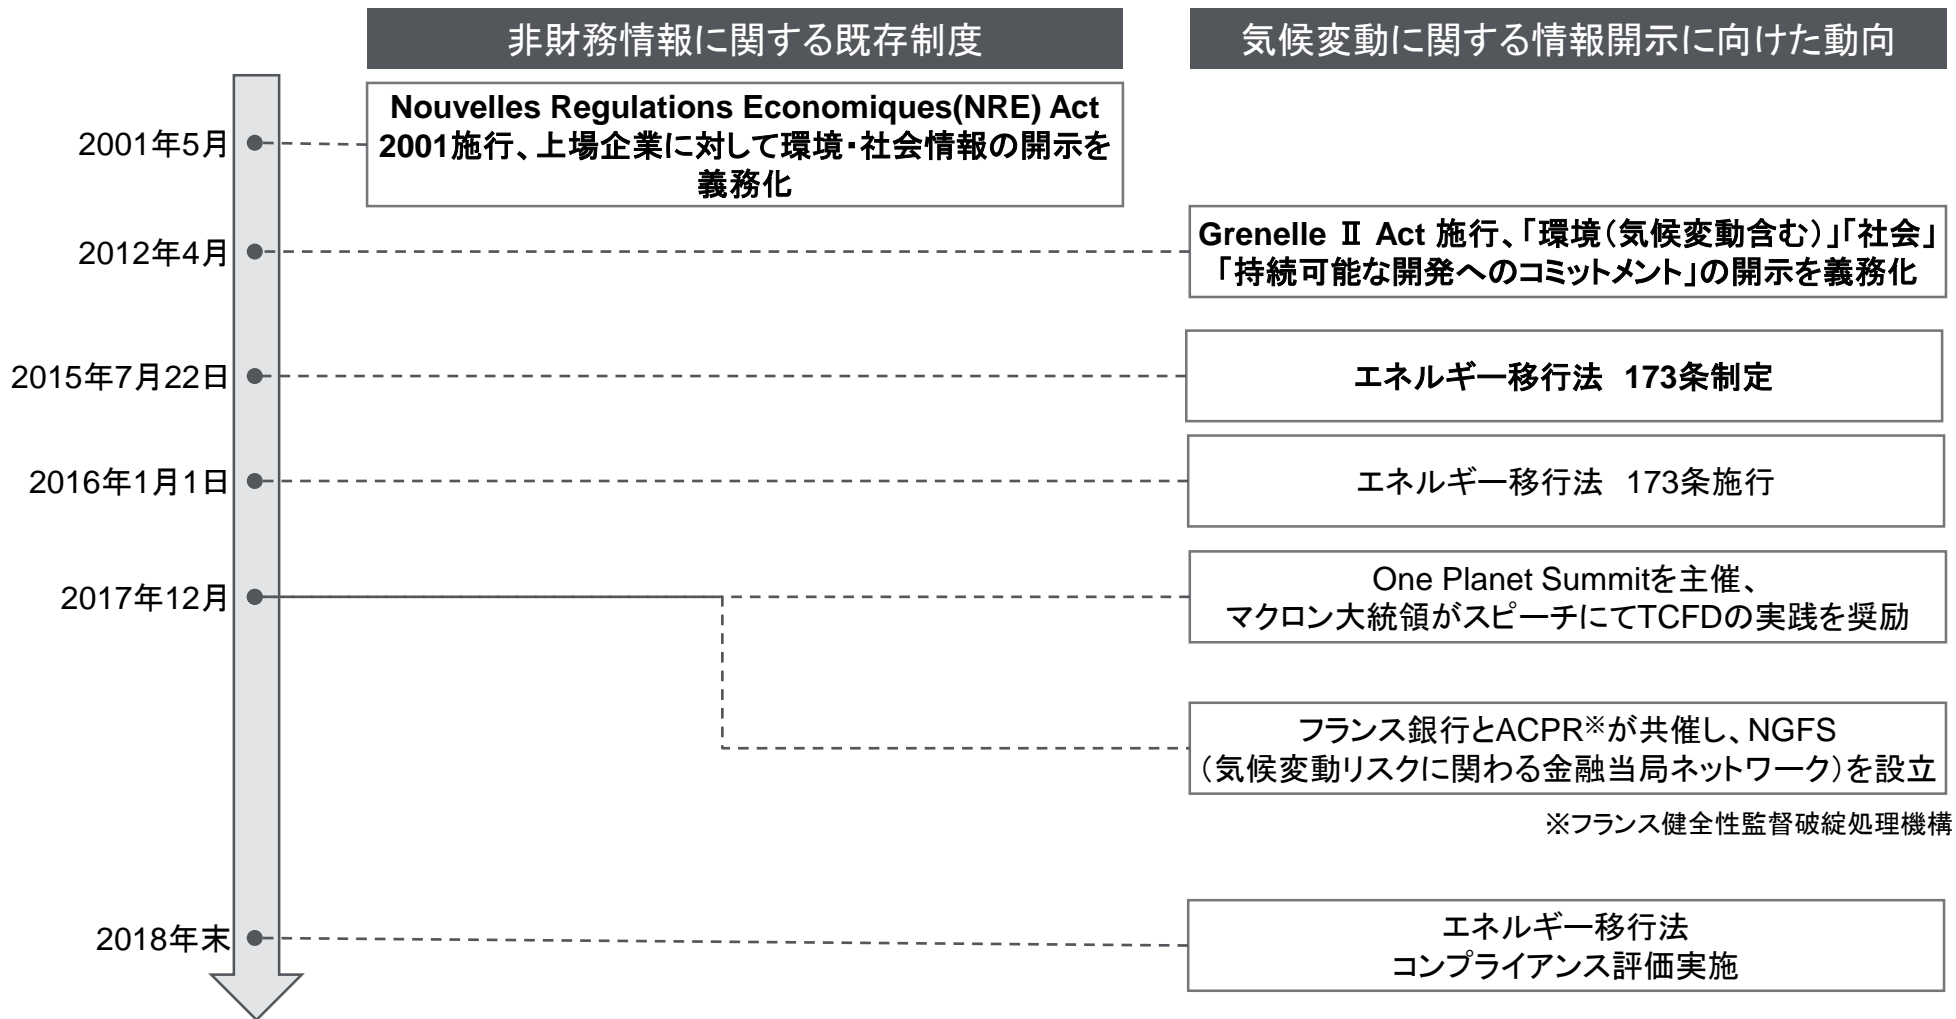 非財務情報に関する既存制度
気候変動に関する情報開示に向けた動向
2001年5月
Nouvelles Regulations Economiques(NRE) Act
2001施行、上場企業に対して環境・社会情報の開示を
義務化
2012年4月
Grenelle Ⅱ Act 施行、「環境（気候変動含む）」「社会」
「持続可能な開発へのコミットメント」の開示を義務化
2015年7月22日
エネルギー移行法　173条制定
2016年1月1日
エネルギー移行法　173条施行
2017年12月
One Planet Summitを主催、
マクロン大統領がスピーチにてTCFDの実践を奨励
フランス銀行とACPR※が共催し、NGFS
（気候変動リスクに関わる金融当局ネットワーク）を設立
※フランス健全性監督破綻処理機構
2018年末
エネルギー移行法
コンプライアンス評価実施